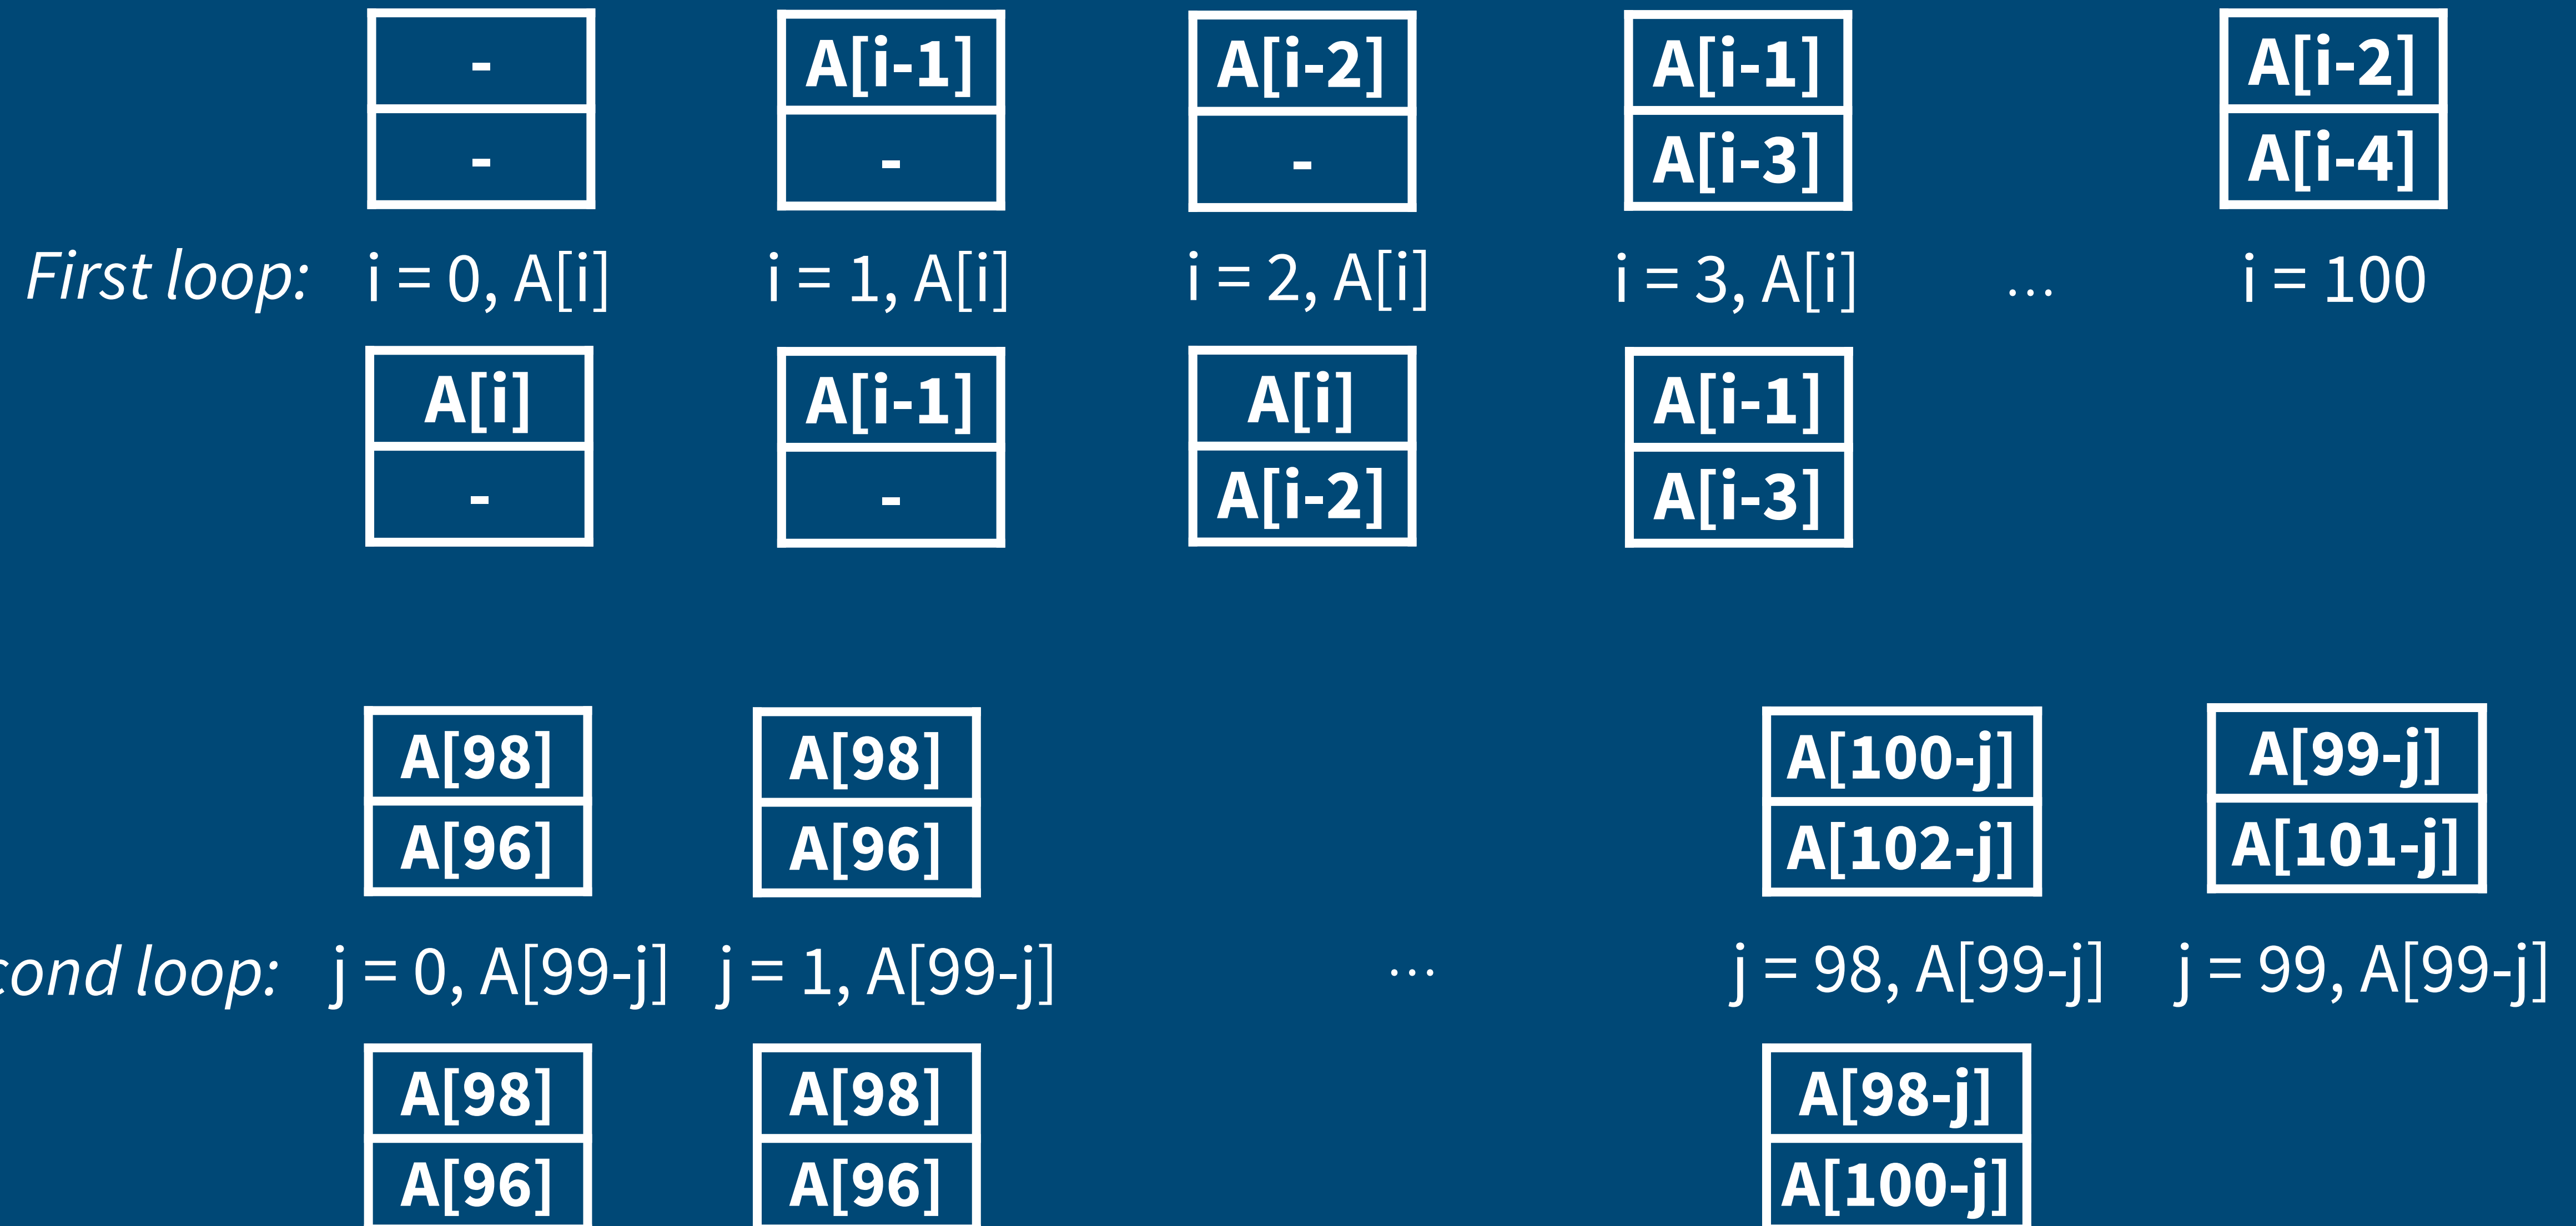 - A[i-1] A[i-2] A[i-1] A[i-2]
- - - A[i-3] A[i-4]
First loop: i = 0, A[i] i = 1, A[i] i = 2, A[i] i = 3, A[i] ... i = 100
A[i] A[i-1] A[i] A[i-1]
- - A[i-2] A[i-3]
A[98] A[98] A[100-j] A[99-j]
A[96] A[96] A[102-j] A[101-j]
cond loop: j = 0, A[99-j] j = 1, A[99-j] ... j = 98, A[99-j] j = 99, A[99-j]
A[98] A[98] A[98-j]
A[96] A[96] A[100-j]